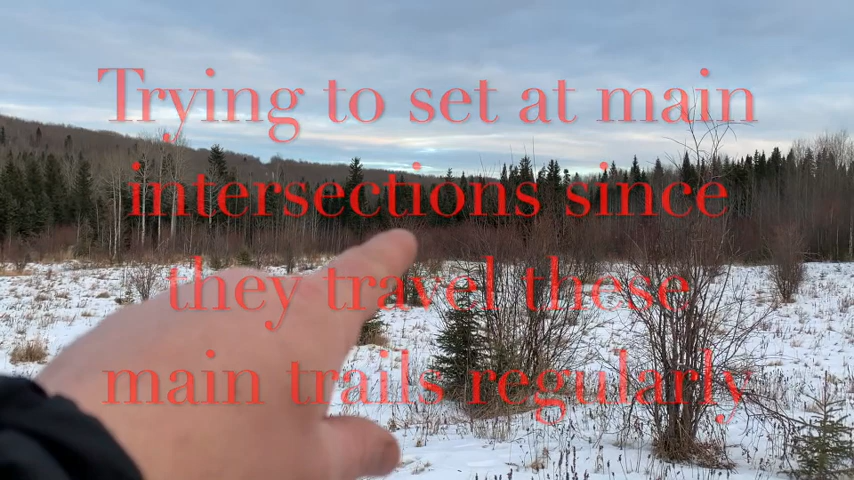 Trying to set at main
intersections since
they travel these
main trails regularly